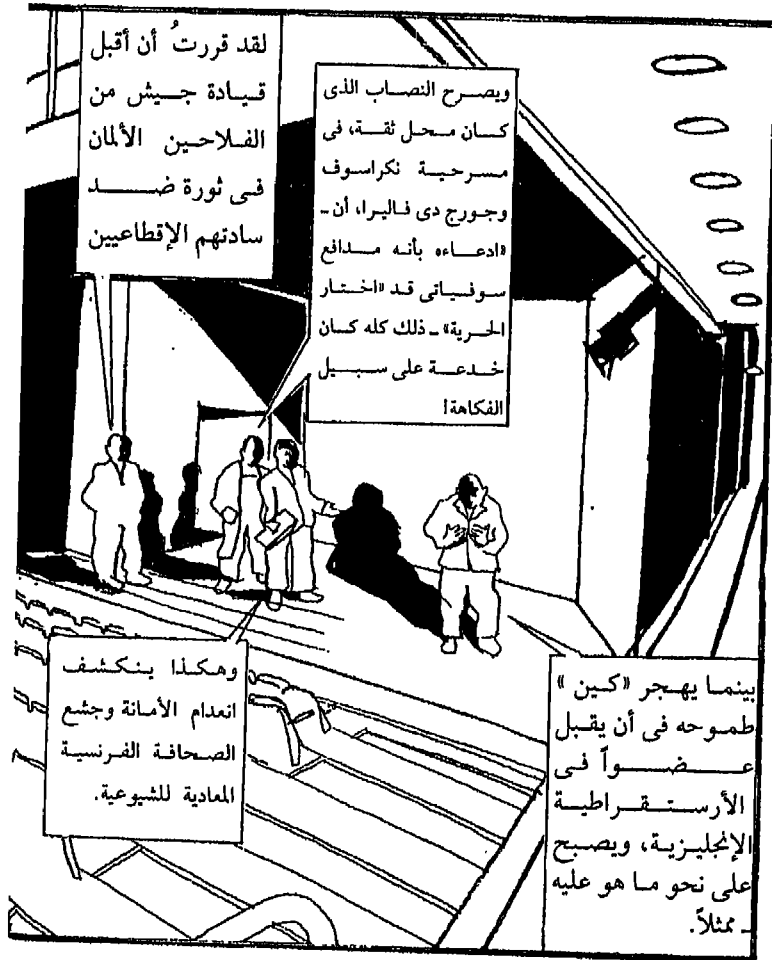 لقد قررتُ أن أقبل
قيادة جيش من
الفلاحين الألمان
فى ثورة ضد
سادتهم الإقطاعيين
ويصرح النصاب الذى
كان محل ثقة، فى
مسرحية نكراسوف
وجورج دى فاليرا، أن ـ
«ادعاءه بأنه مدافع
سوفياتى قد «اختار
الحرية» ـ ذلك كله كان
خدعة على سبيل
الفكاهة!
وهكذا ينكشف
انعدام الأمانة وجشع
الصحافة الفرنسية
المعادية للشيوعية.
بينما يهجر «كين»
طموحه فى أن يقبل
عضواً فى
الأرستقراطية
الإنجليزية، ويصبح
على نحو ما هو عليه
ـ ممثلاً.